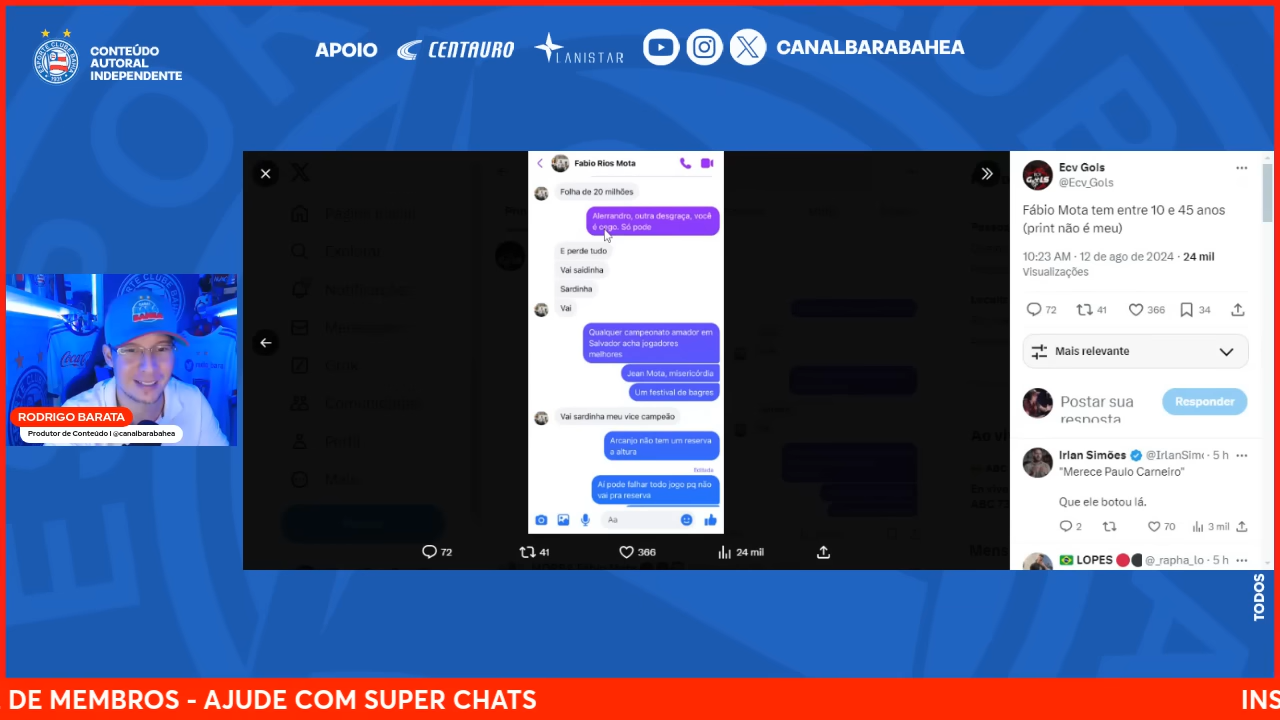 CONTEÚDO
AUTORAL
INDEPENDENTE
ESPORTE CLUBE BAHIA
1931
APOIO
CENTAURO
LANISTAR
CANALBARABAHEA
Fabio Rios Mota
Folha de 20 milhões
Alerrandro, outra desgraça, você
é cego. Só pode
E perde tudo
Vai saidinha
Sardinha
Vai
Qualquer campeonato amador em
Salvador acha jogadores
melhores
Jean Mota, misericórdia
Um festival de bagres
Vai sardinha meu vice campeão
Arcanjo não tem um reserva
a altura
Editada
Aí pode falhar todo jogo pq não
vai pra reserva
Aa
72
41
366
24 mil
Ecv Gols
@Ecv_Gols
Fábio Mota tem entre 10 e 45 anos
(print não é meu)
10:23 AM · 12 de ago de 2024 · 24 mil
Visualizações
72
41
366
34
Mais relevante
Postar sua
resposta
Responder
Irlan Simões @IrlanSimo · 5 h
"Merece Paulo Carneiro"
Que ele botou lá.
2
70
3 mil
LOPES @_rapha_lo · 5 h
RODRIGO BARATA
Produtor de Conteúdo | @canalbarabahea
TODOS
DE MEMBROS - AJUDE COM SUPER CHATS
INS